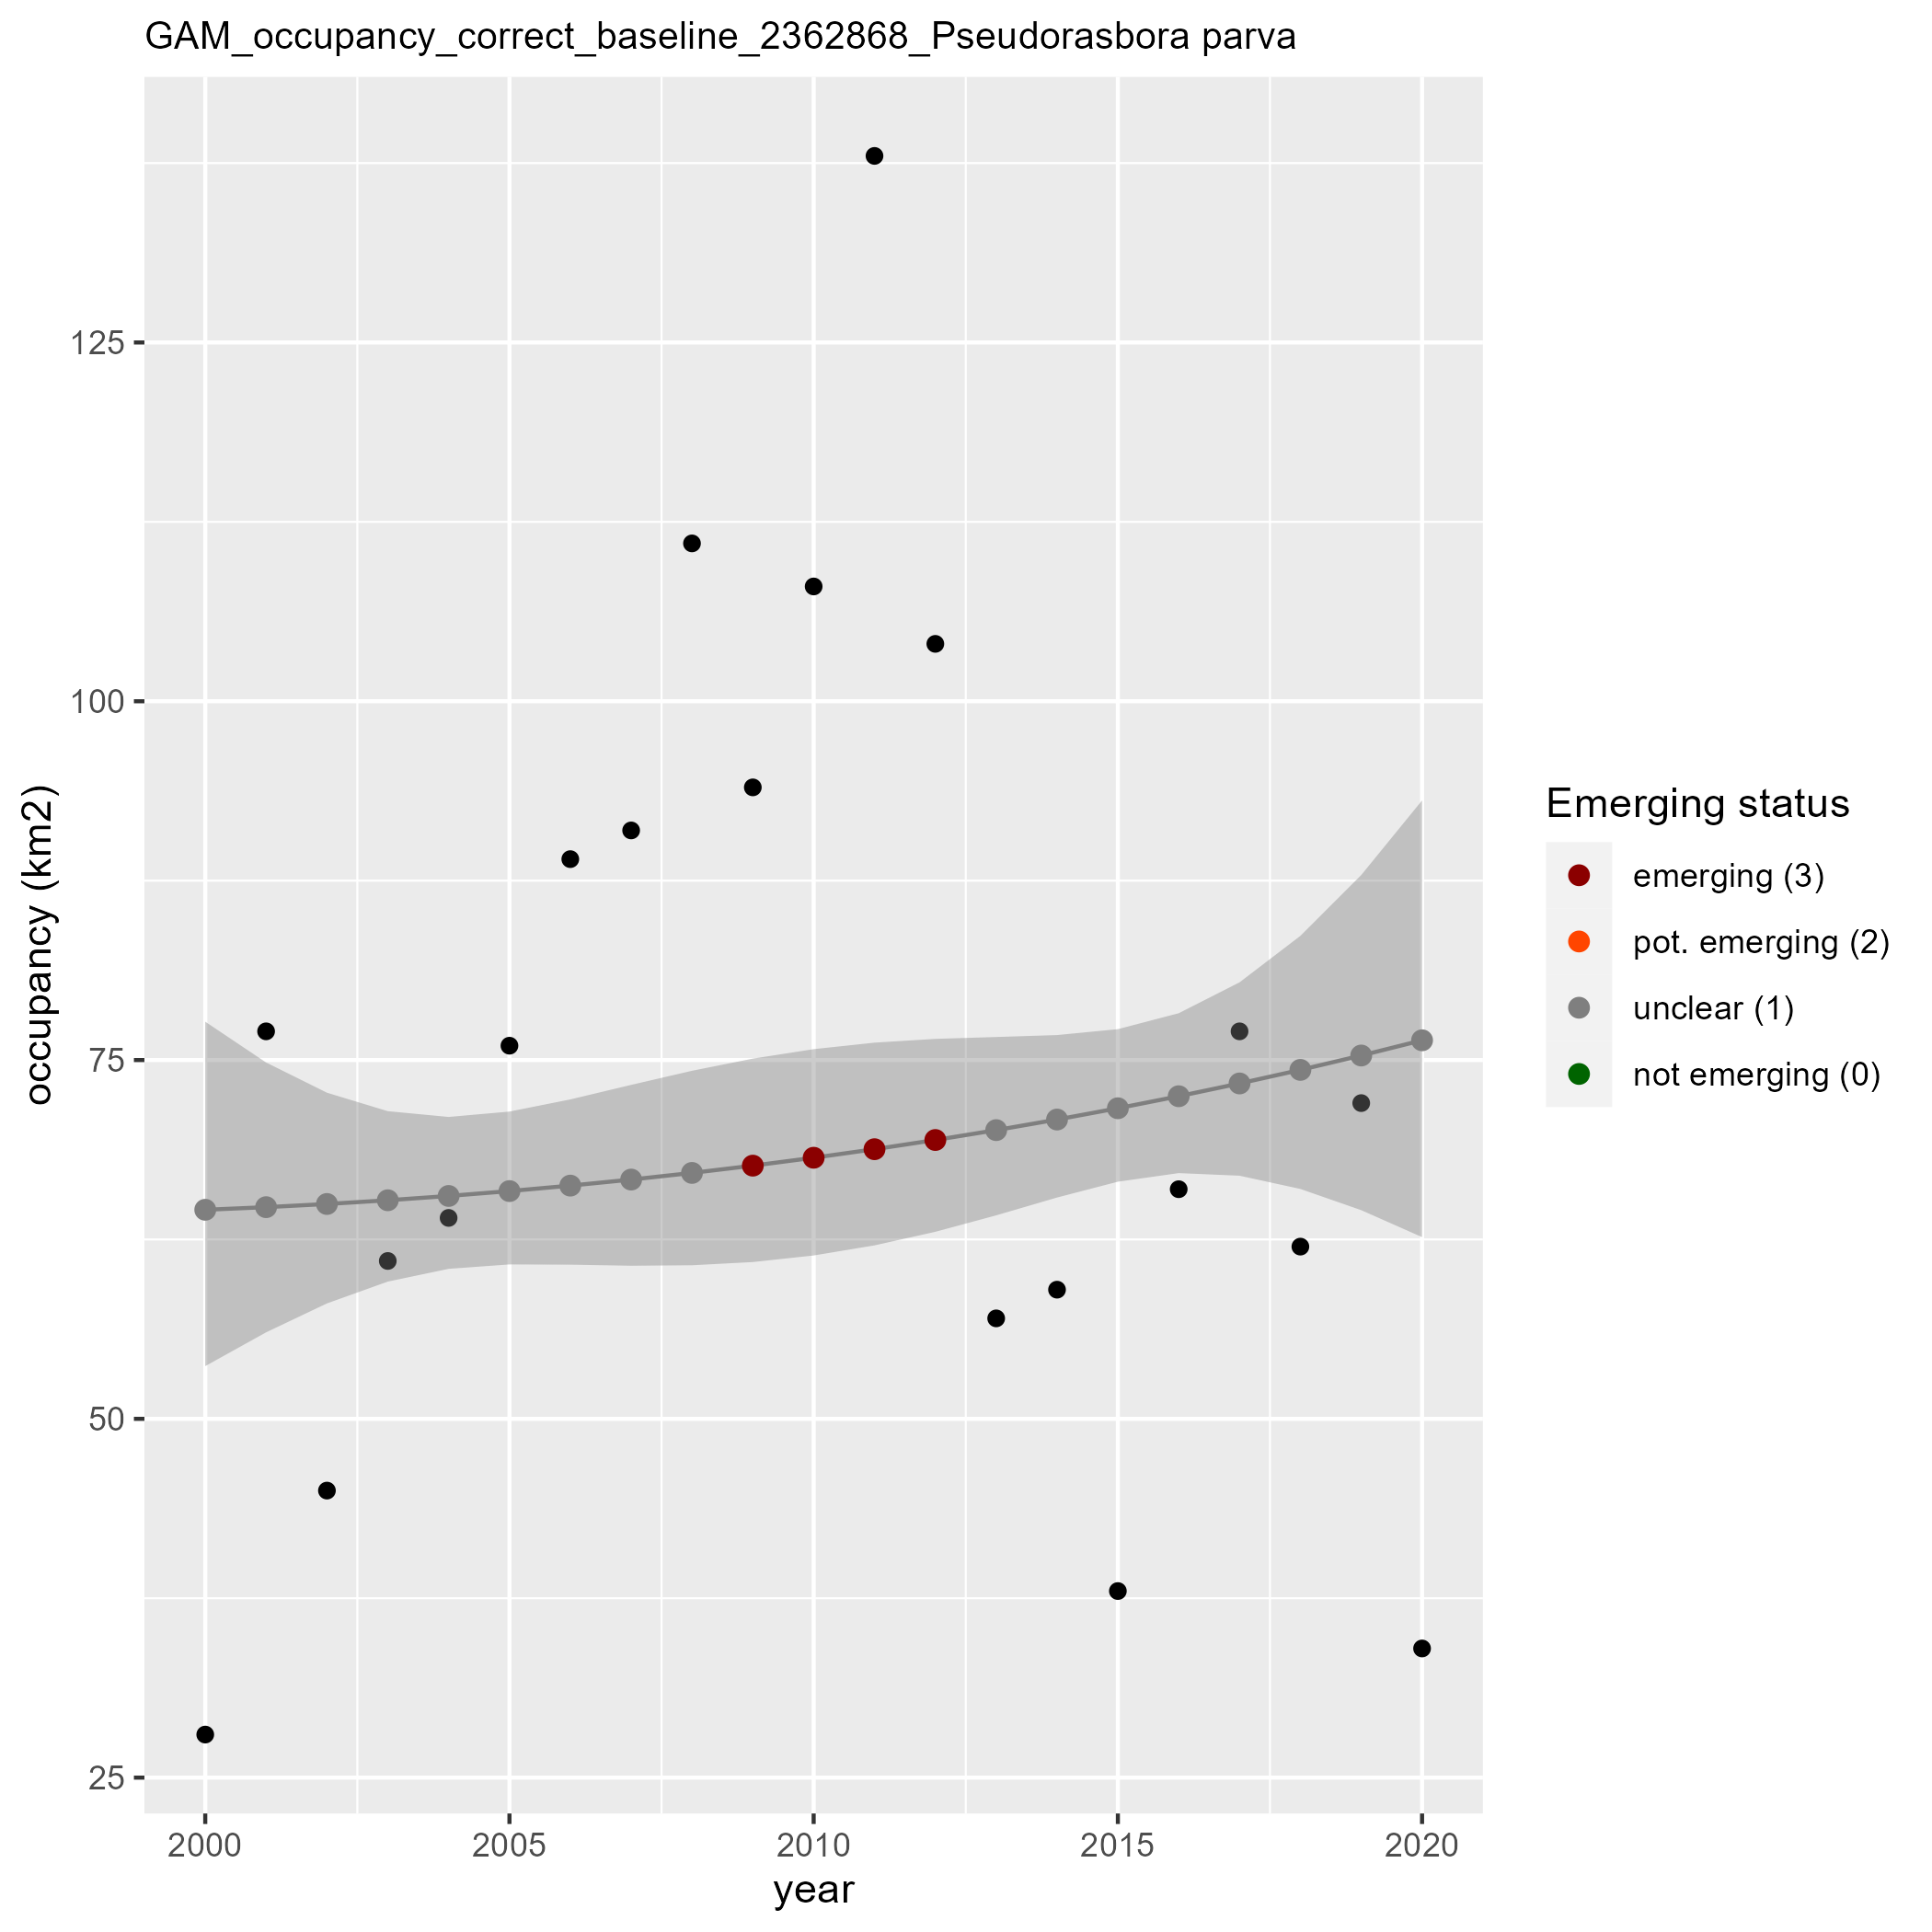 GAM_occupancy_correct_baseline_2362868_Pseudorasbora parva
occupancy (km2)
125
100
75
50
25
2000 2005 2010 2015 2020
year
Emerging status
emerging (3)
pot. emerging (2)
unclear (1)
not emerging (0)